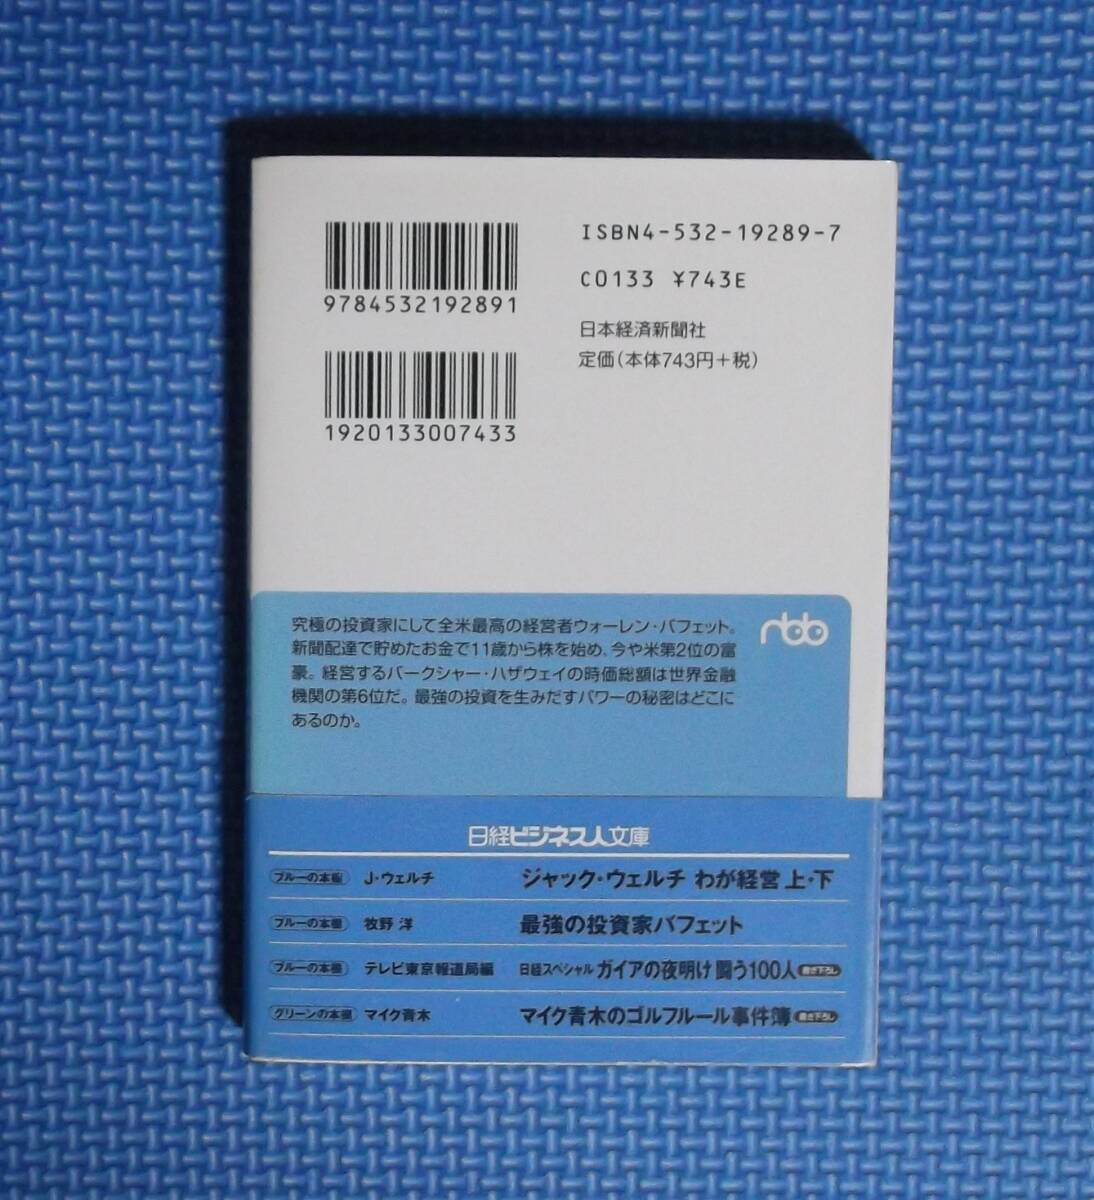 ISBN4-532-19289-7
9784532192891
C0133 ¥743E
日本経済新聞社
定価(本体743円+税)
1920133007433
究極の投資家にして全米最高の経営者ウォーレン・バフェット。
新聞配達で貯めたお金で11歳から株を始め、今や米第2位の富
豪。経営するバークシャー・ハザウェイの時価総額は世界金融
機関の第6位だ。最強の投資を生みだすパワーの秘密はどこに
あるのか。
nbb
日経ビジネス人文庫
ブルーの本棚 J・ウェルチ ジャック・ウェルチ わが経営 上・下
ブルーの本棚 牧野 洋 最強の投資家バフェット
ブルーの本棚 テレビ東京報道局編 日経スペシャル ガイアの夜明け 闘う100人 書き下ろし
グリーンの本棚 マイク青木 マイク青木のゴルフルール事件簿 書き下ろし